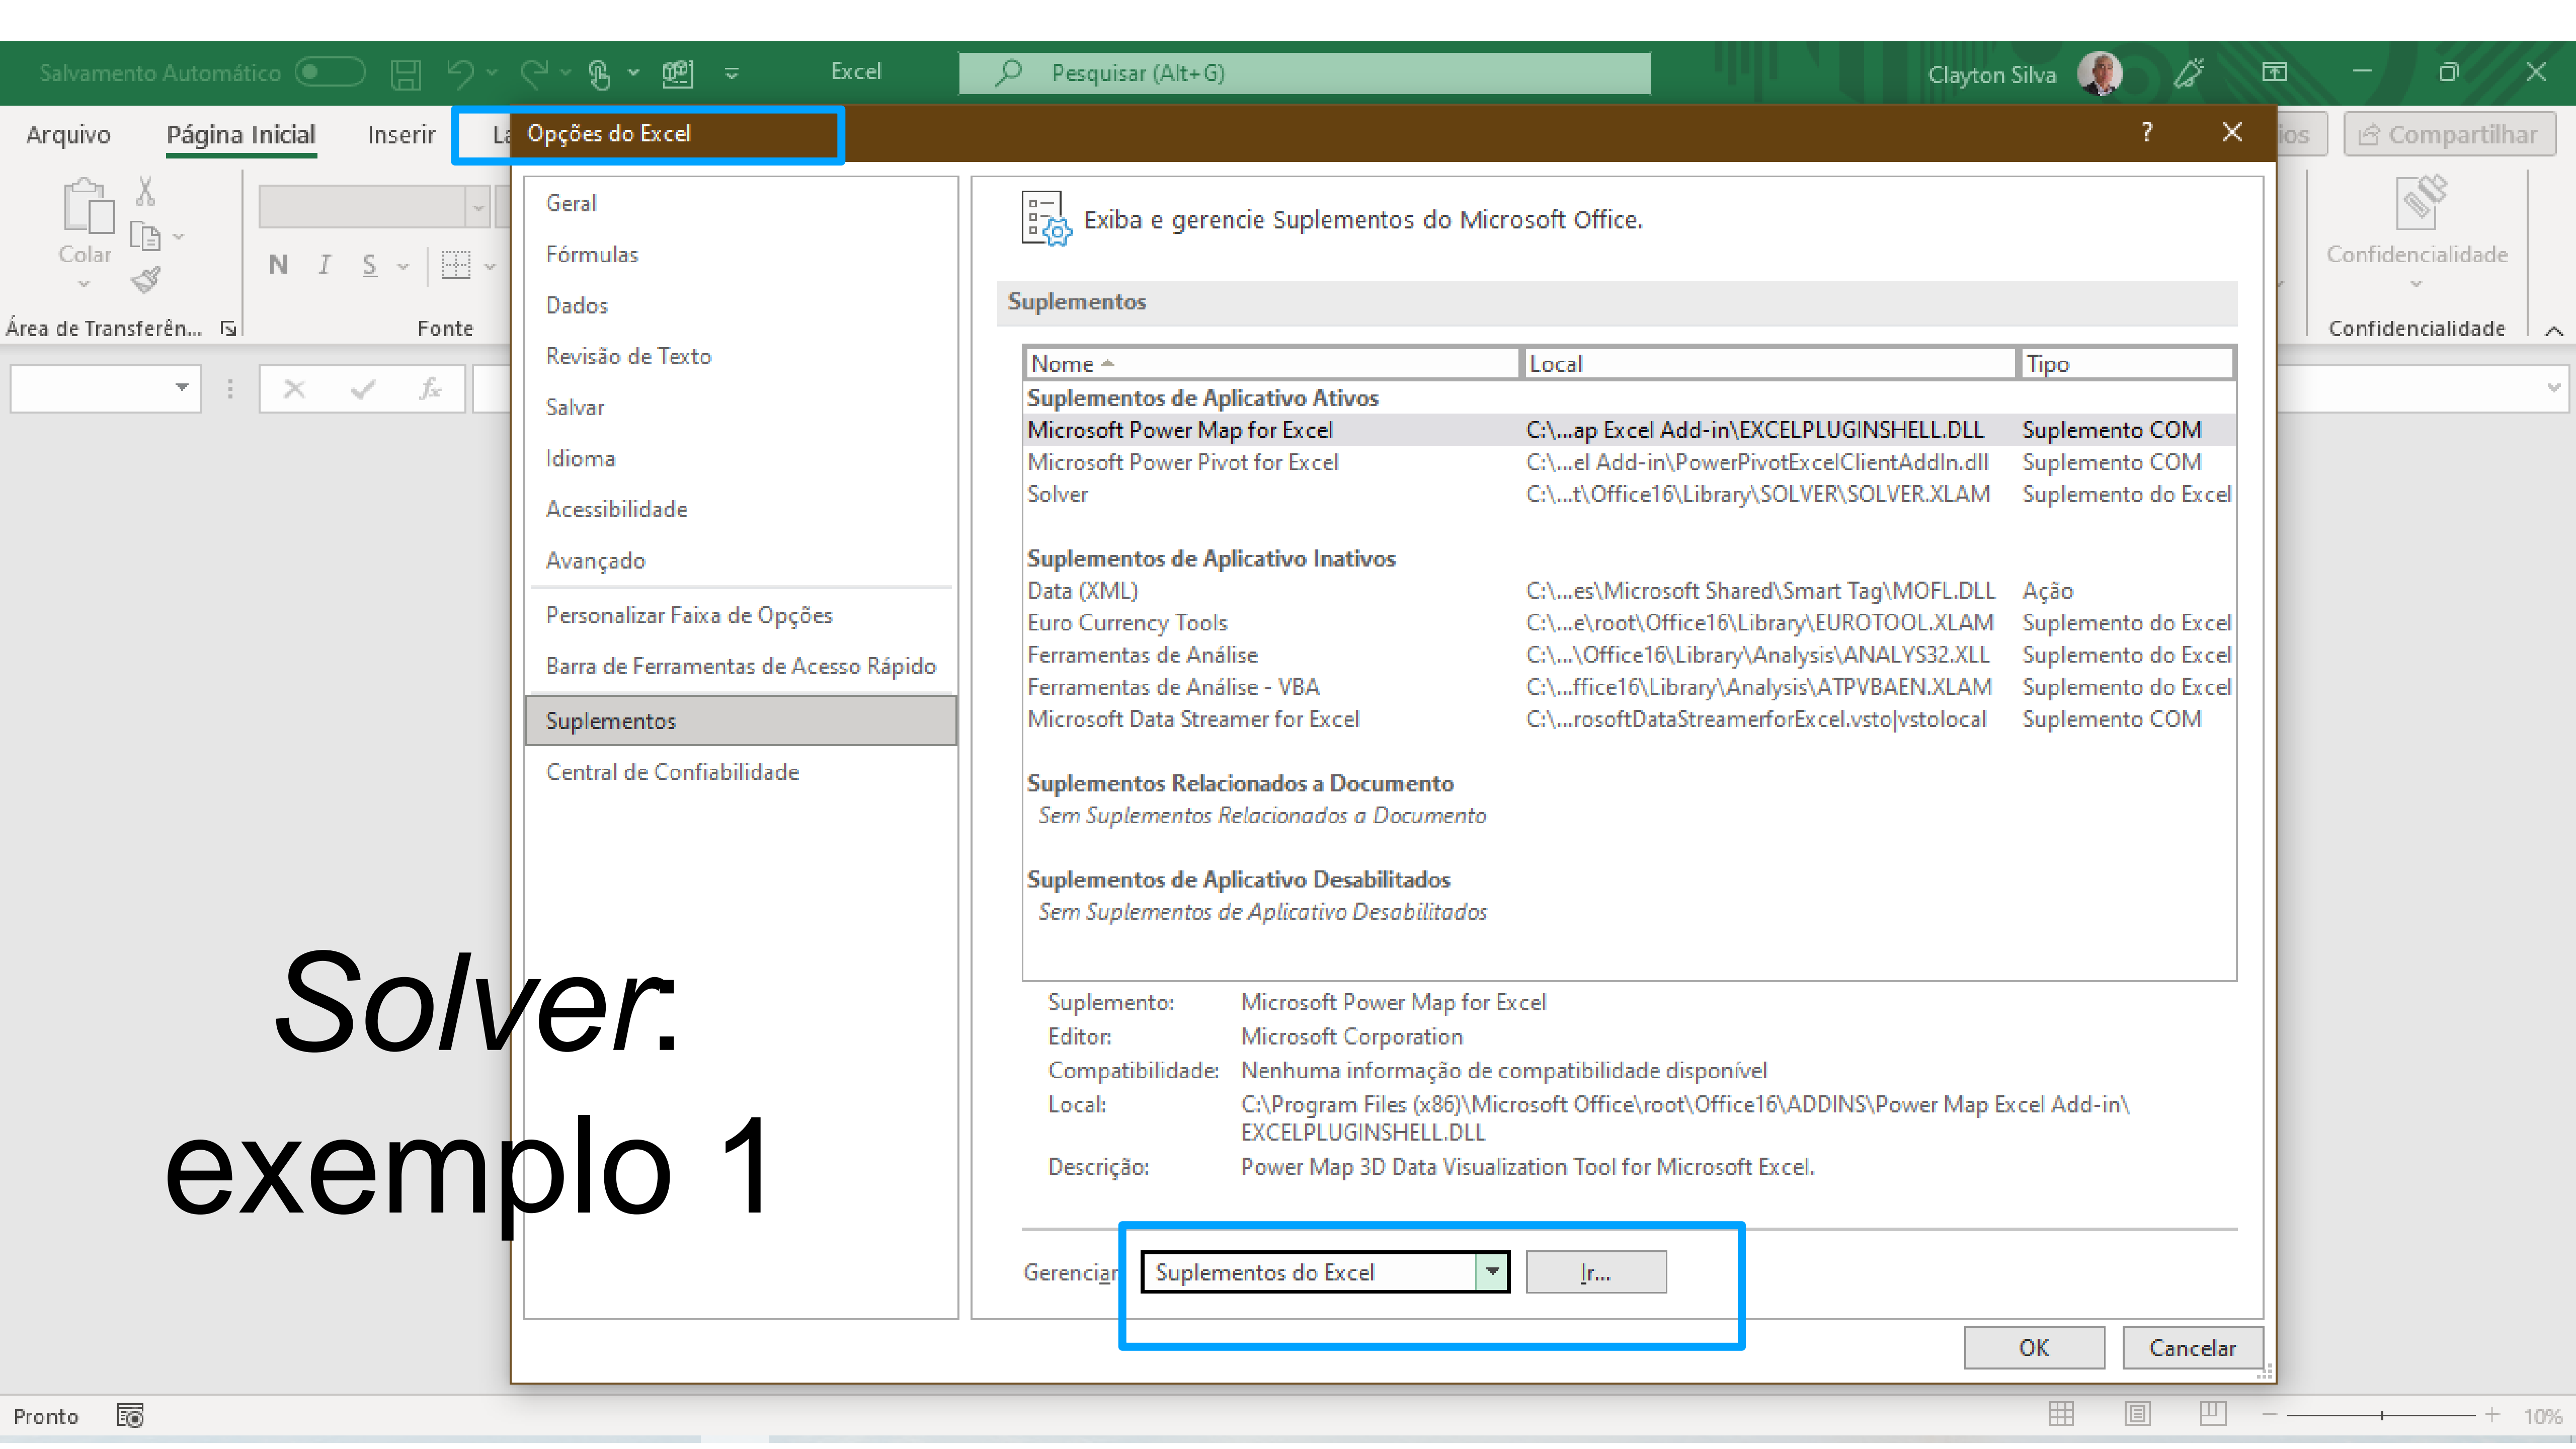 Salvamento Automático
Excel
Pesquisar (Alt+G)
Clayton Silva
Arquivo Página Inicial Inserir
Opções do Excel
? ×
Compartilhar
Colar
N I S
Área de Transferên...
Fonte
Confidencialidade
Confidencialidade
fx
Geral
Fórmulas
Dados
Revisão de Texto
Salvar
Idioma
Acessibilidade
Avançado
Personalizar Faixa de Opções
Barra de Ferramentas de Acesso Rápido
Suplementos
Central de Confiabilidade
Exiba e gerencie Suplementos do Microsoft Office.
Suplementos
Nome Local Tipo
Suplementos de Aplicativo Ativos
Microsoft Power Map for Excel C:\...ap Excel Add-in\EXCELPLUGINSHELL.DLL Suplemento COM
Microsoft Power Pivot for Excel C:\...el Add-in\PowerPivotExcelClientAddIn.dll Suplemento COM
Solver C:\...t\Office16\Library\SOLVER\SOLVER.XLAM Suplemento do Excel
Suplementos de Aplicativo Inativos
Data (XML) C:\...es\Microsoft Shared\Smart Tag\MOFL.DLL Ação
Euro Currency Tools C:\...e\root\Office16\Library\EUROTOOL.XLAM Suplemento do Excel
Ferramentas de Análise C:\...\Office16\Library\Analysis\ANALYS32.XLL Suplemento do Excel
Ferramentas de Análise - VBA C:\...ffice16\Library\Analysis\ATPVBAEN.XLAM Suplemento do Excel
Microsoft Data Streamer for Excel C:\...rosoftDataStreamerforExcel.vsto|vstolocal Suplemento COM
Suplementos Relacionados a Documento
Sem Suplementos Relacionados a Documento
Suplementos de Aplicativo Desabilitados
Sem Suplementos de Aplicativo Desabilitados
Suplemento: Microsoft Power Map for Excel
Editor: Microsoft Corporation
Compatibilidade: Nenhuma informação de compatibilidade disponível
Local: C:\Program Files (x86)\Microsoft Office\root\Office16\ADDINS\Power Map Excel Add-in\
EXCELPLUGINSHELL.DLL
Descrição: Power Map 3D Data Visualization Tool for Microsoft Excel.
Gerenciar Suplementos do Excel Ir...
OK Cancelar
Solver:
exemplo 1
Pronto
10%